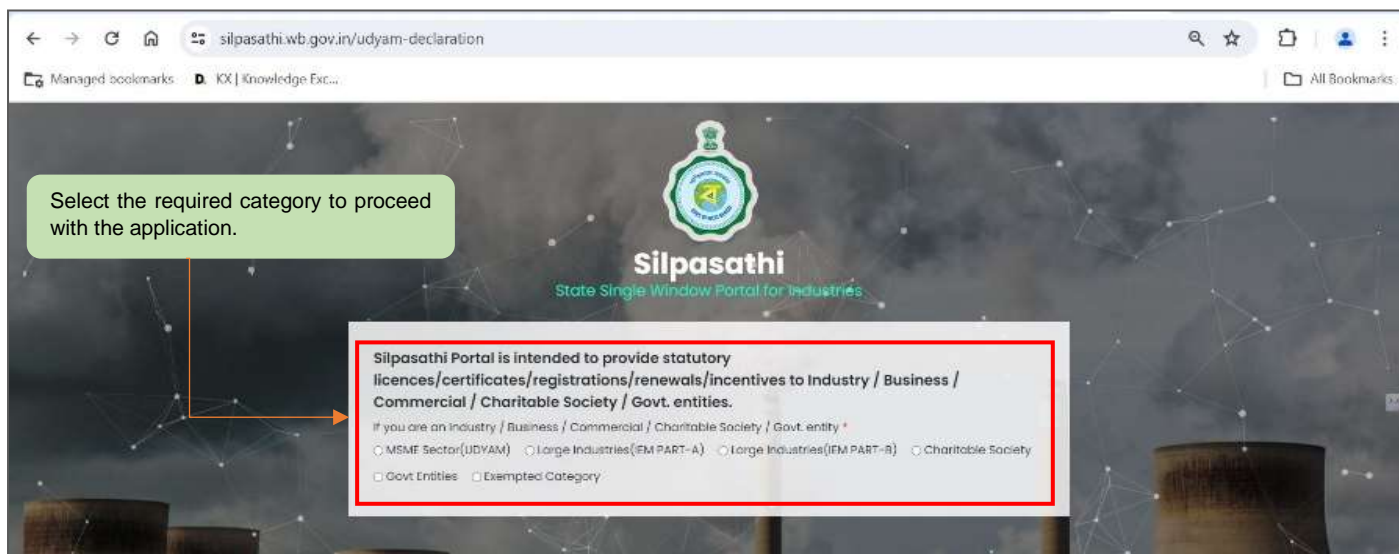 silpasathi.wb.gov.in/udyam-declaration
Managed bookmarks D. KX | Knowledge Exc... All Bookmarks
Select the required category to proceed
with the application.
Silpasathi
State Single Window Portal for Industries
Silpasathi Portal is intended to provide statutory
licences/certificates/registrations/renewals/incentives to Industry / Business /
Commercial / Charitable Society / Govt. entities.
If you are an Industry / Business / Commercial / Charitable Society / Govt. entity *
MSME Sector(UDYAM) Large Industries(IEM PART-A) Large Industries(IEM PART-B) Charitable Society
Govt Entities Exempted Category